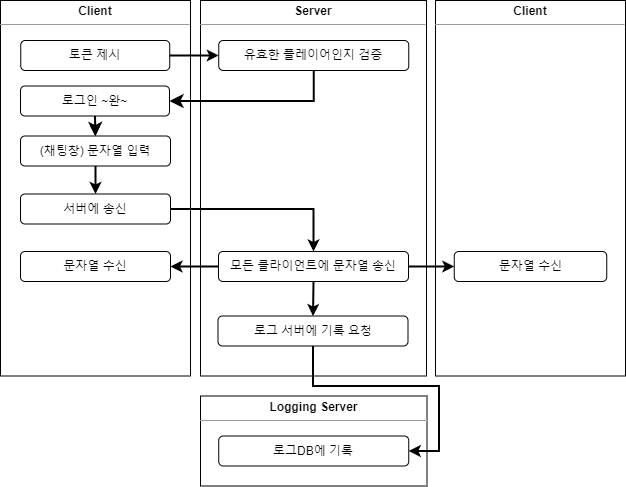 Client
Server
Client
토큰 제시
유효한 플레이어인지 검증
로그인 ~완~
(채팅창) 문자열 입력
서버에 송신
문자열 수신
모든 클라이언트에 문자열 송신
문자열 수신
로그 서버에 기록 요청
Logging Server
로그DB에 기록